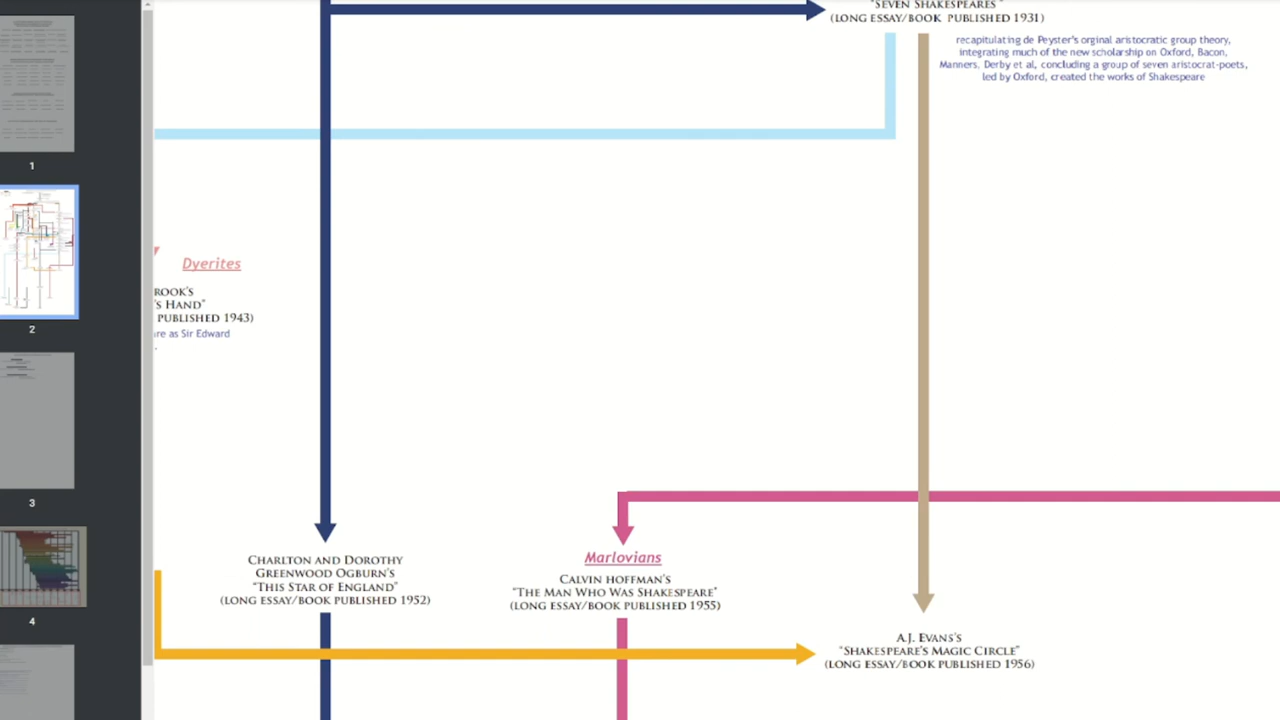 "SEVEN SHAKESPEARES"
(LONG ESSAY/BOOK PUBLISHED 1931)
recapitulating de Peyster's orginal aristocratic group theory,
integrating much of the new scholarship on Oxford, Bacon,
Manners, Derby et al, concluding a group of seven aristocrat-poets,
led by Oxford, created the works of Shakespeare
1
Dyerites
ROOK'S
'S HAND"
PUBLISHED 1943)
re as Sir Edward
2
3
CHARLTON AND DOROTHY
GREENWOOD OGBURN'S
"THIS STAR OF ENGLAND"
(LONG ESSAY/BOOK PUBLISHED 1952)
Marlovians
CALVIN HOFFMAN'S
"THE MAN WHO WAS SHAKESPEARE"
(LONG ESSAY/BOOK PUBLISHED 1955)
4
A.J. EVANS'S
"SHAKESPEARE'S MAGIC CIRCLE"
(LONG ESSAY/BOOK PUBLISHED 1956)